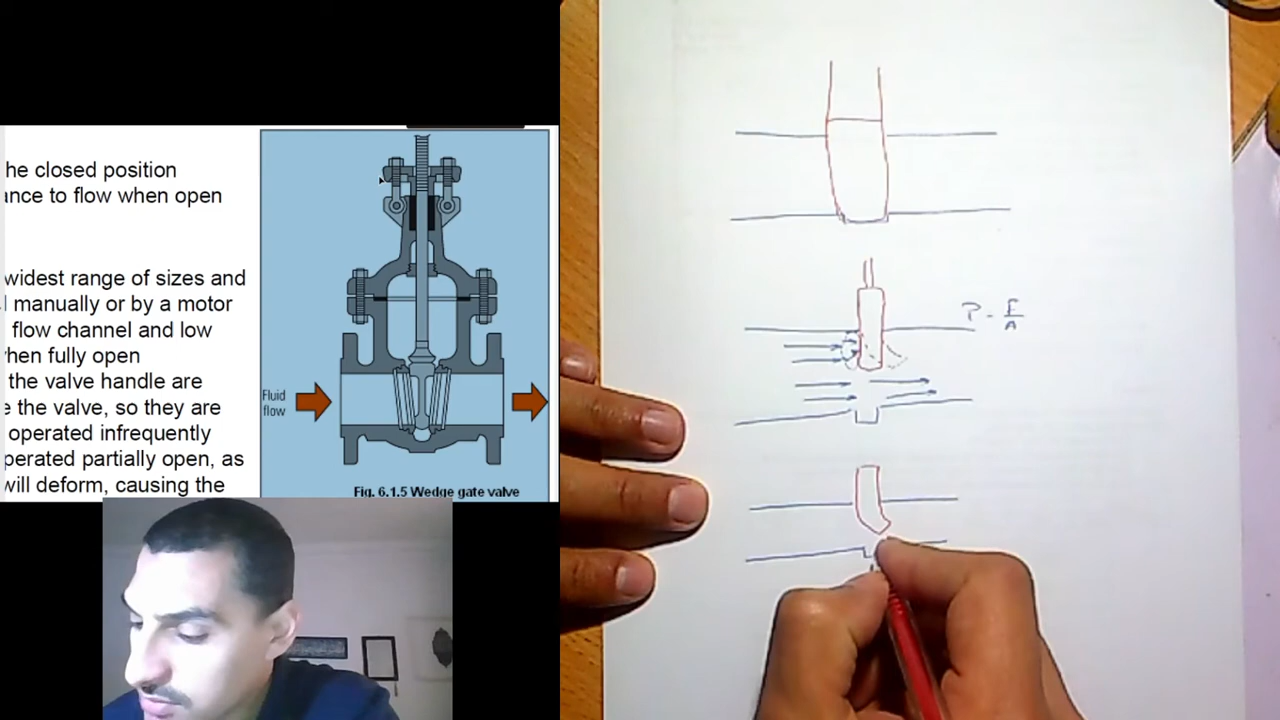 he closed position
ance to flow when open
widest range of sizes and
manually or by a motor
flow channel and low
when fully open
the valve handle are
e the valve, so they are
operated infrequently
perated partially open, as
will deform, causing the
Fluid
flow
Fig. 6.1.5 Wedge gate valve
P = F
A